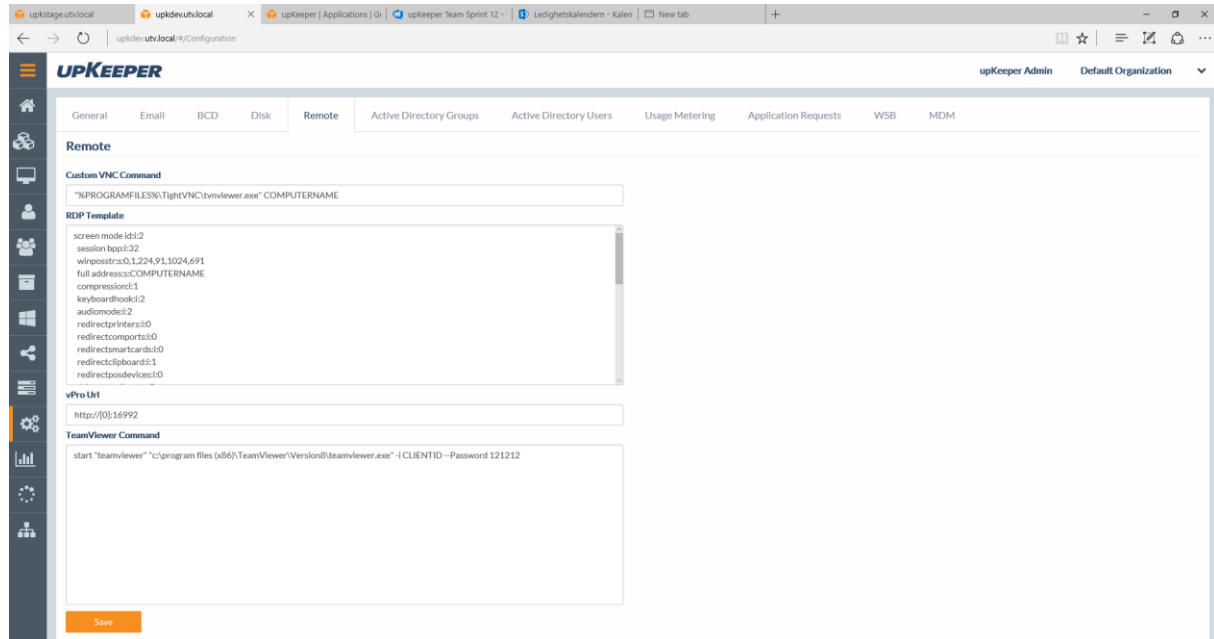 upkstage.utv.local
upkdev.utv.local
upKeeper | Applications | Gi
upKeeper Team Sprint 12 -
Ledighetskalendern - Kalen
New tab
upkdev.utv.local/#/Configuration
UPKEEPER
upKeeper Admin
Default Organization
General
Email
BCD
Disk
Remote
Active Directory Groups
Active Directory Users
Usage Metering
Application Requests
WSB
MDM
Remote
Custom VNC Command
"%PROGRAMFILES%\TightVNC\tvnviewer.exe" COMPUTERNAME
RDP Template
screen mode id:i:2
session bpp:i:32
winposstr:s:0,1,224,91,1024,691
full address:s:COMPUTERNAME
compression:i:1
keyboardhook:i:2
audiomode:i:2
redirectprinters:i:0
redirectcomports:i:0
redirectsmartcards:i:0
redirectclipboard:i:1
redirectposdevices:i:0
vPro Url
http://{0}:16992
TeamViewer Command
start "teamviewer" "c:\program files (x86)\TeamViewer\Version8\teamviewer.exe" -i CLIENTID --Password 121212
Save